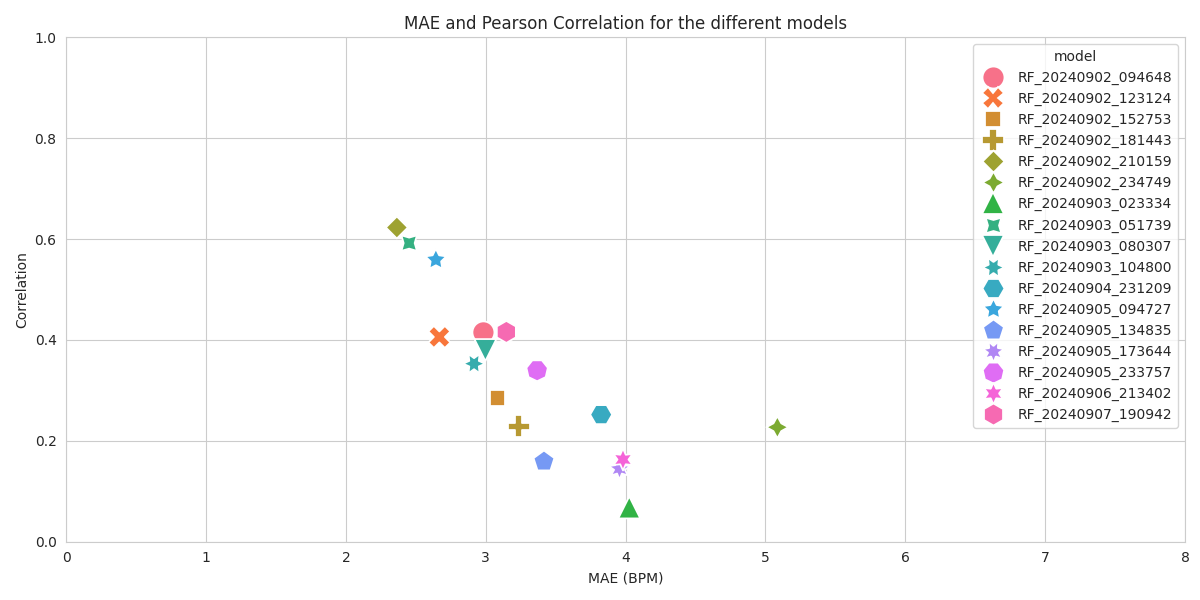 MAE and Pearson Correlation for the different models
1.0
0.8
0.6
0.4
0.2
0.0
Correlation
0 1 2 3 4 5 6 7 8
MAE (BPM)
model
RF_20240902_094648
RF_20240902_123124
RF_20240902_152753
RF_20240902_181443
RF_20240902_210159
RF_20240902_234749
RF_20240903_023334
RF_20240903_051739
RF_20240903_080307
RF_20240903_104800
RF_20240904_231209
RF_20240905_094727
RF_20240905_134835
RF_20240905_173644
RF_20240905_233757
RF_20240906_213402
RF_20240907_190942